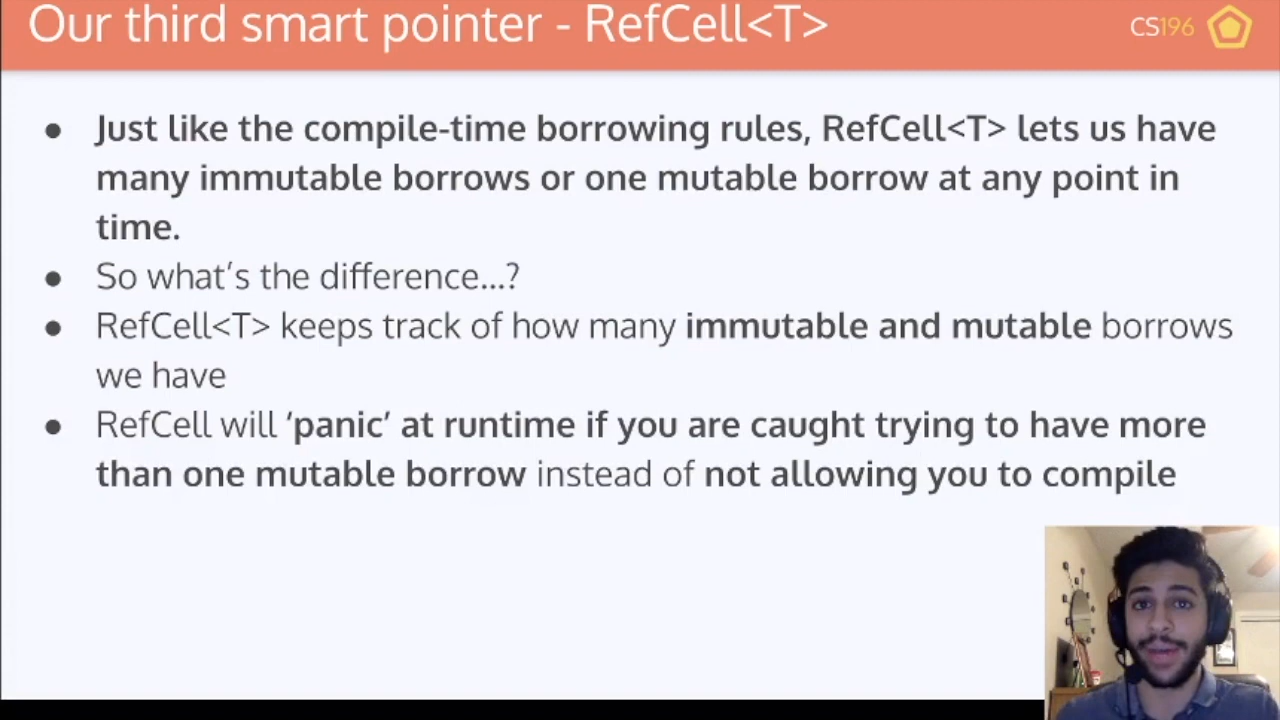 Our third smart pointer - RefCell<T>
CS196
● Just like the compile-time borrowing rules, RefCell<T> lets us have
many immutable borrows or one mutable borrow at any point in
time.
● So what's the difference...?
● RefCell<T> keeps track of how many immutable and mutable borrows
we have
● RefCell will ‘panic’ at runtime if you are caught trying to have more
than one mutable borrow instead of not allowing you to compile